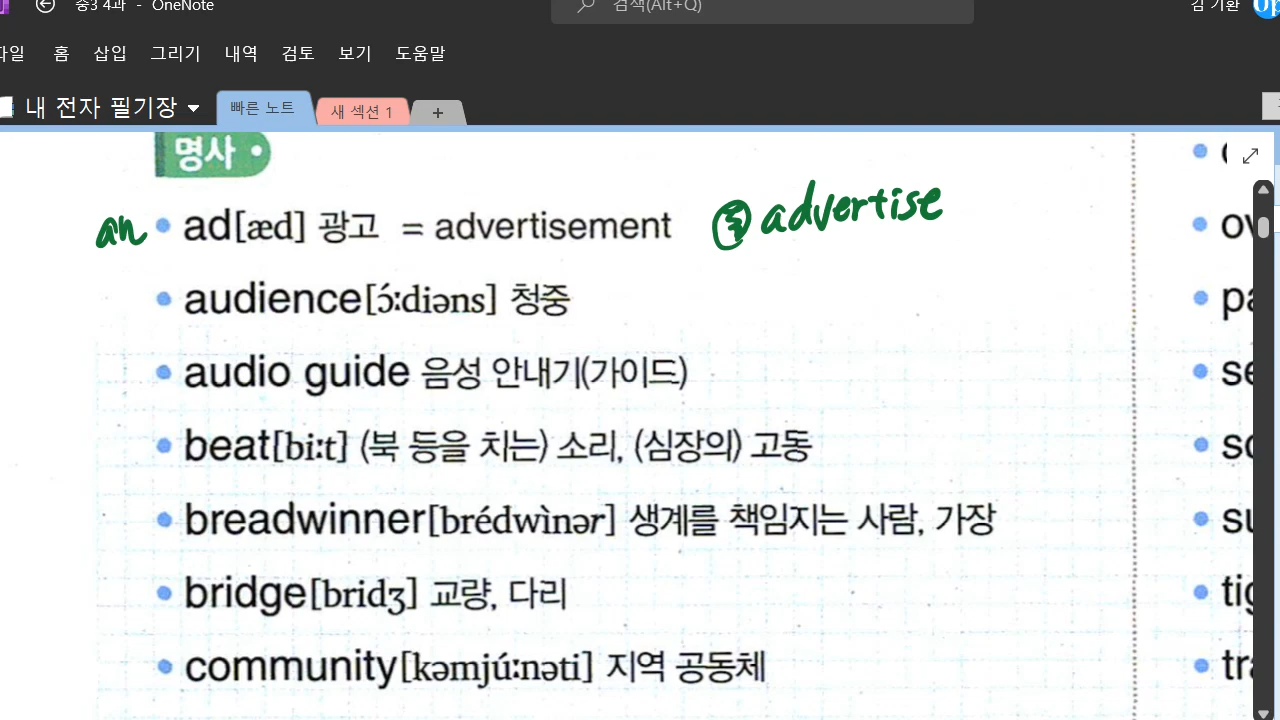 중3 4과 - OneNote
검색(Alt+Q)
김 기환
파일 홈 삽입 그리기 내역 검토 보기 도움말
내 전자 필기장 빠른 노트 새 섹션 1 +
명사
an ad[æd] 광고 = advertisement 동 advertise
audience[ɔ́ːdiəns] 청중
audio guide 음성 안내기(가이드)
beat[biːt] (북 등을 치는) 소리, (심장의) 고동
breadwinner[brédwìnər] 생계를 책임지는 사람, 가장
bridge[bridʒ] 교량, 다리
community[kəmjúːnəti] 지역 공동체